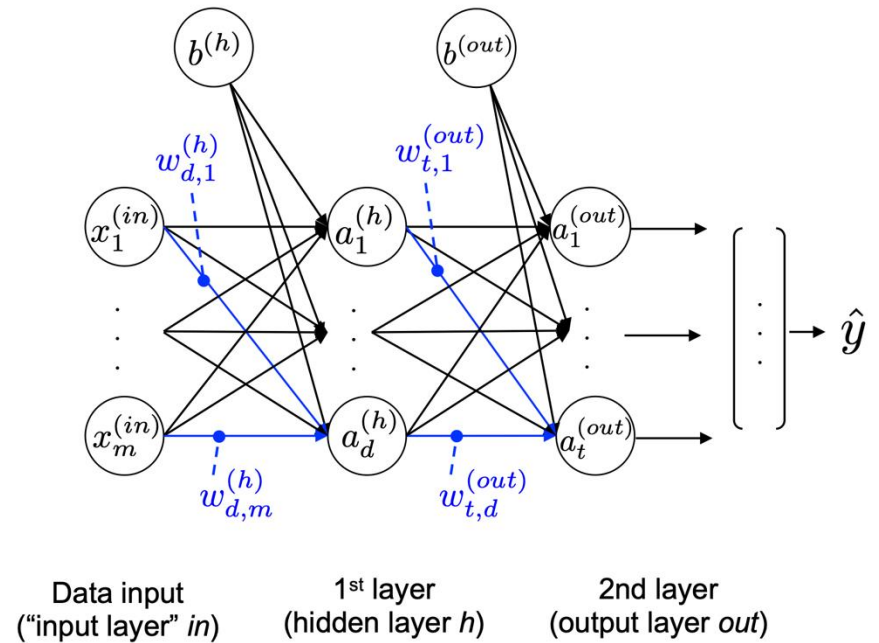 b^{(h)} b^{(out)}
w_{d,1}^{(h)} w_{t,1}^{(out)}
x_1^{(in)} a_1^{(h)} a_1^{(out)}
ŷ
x_m^{(in)} a_d^{(h)} a_t^{(out)}
w_{d,m}^{(h)} w_{t,d}^{(out)}
Data input 1st layer 2nd layer
(“input layer” in) (hidden layer h) (output layer out)